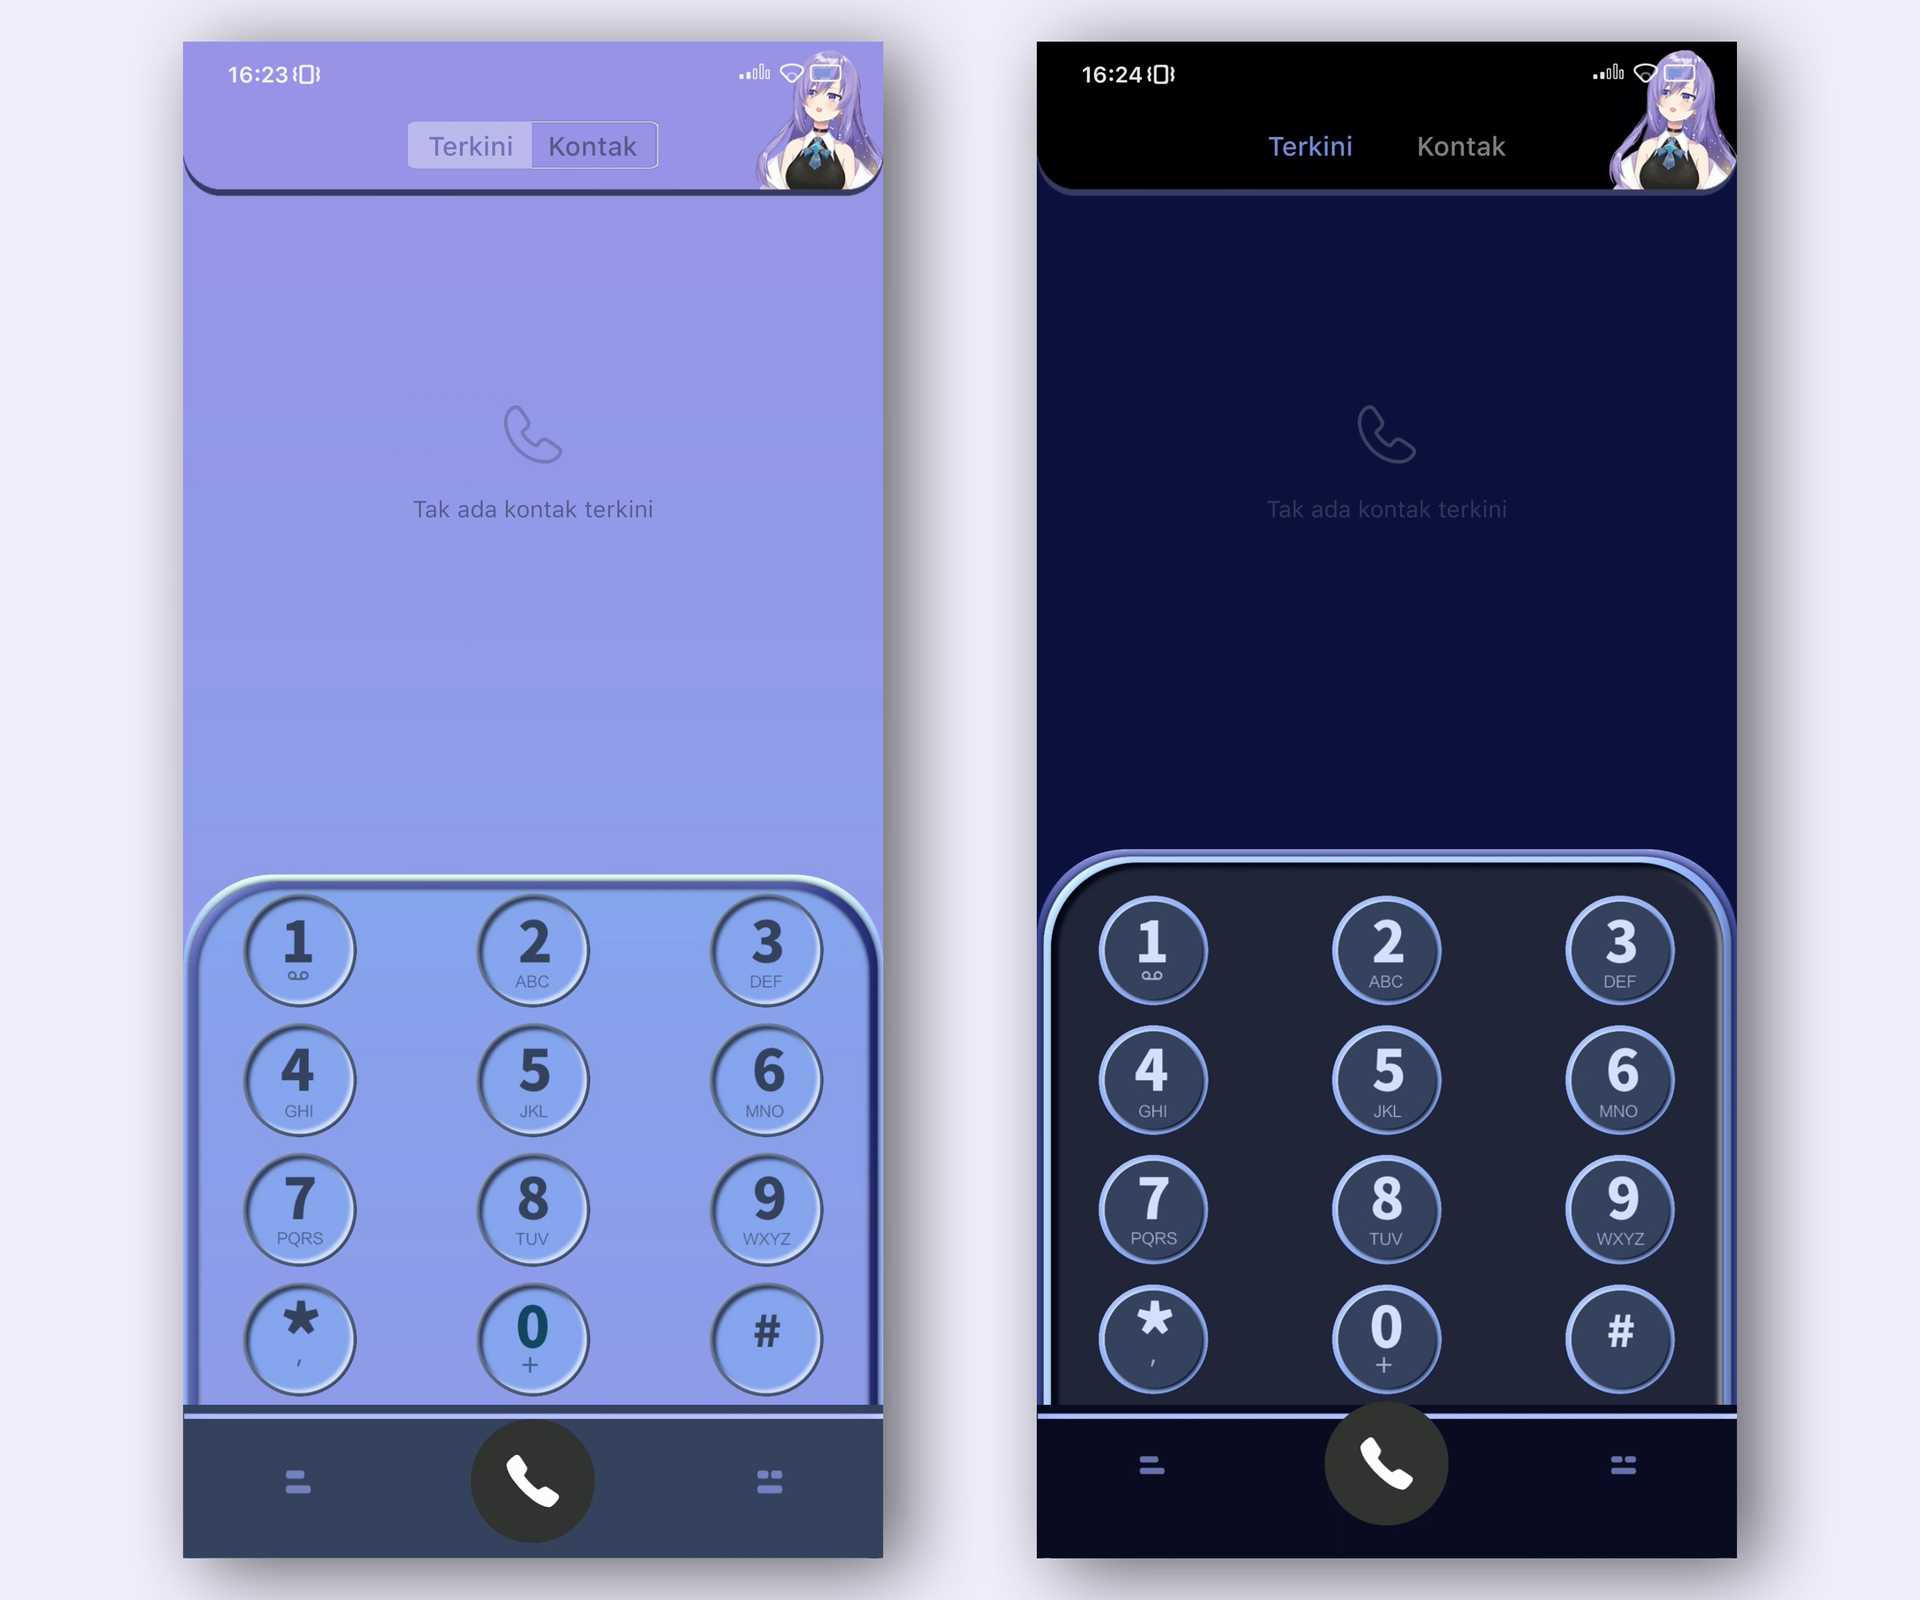 16:23
Terkini Kontak
Tak ada kontak terkini
1 2 3
ABC DEF
4 5 6
GHI JKL MNO
7 8 9
PQRS TUV WXYZ
* 0 #
, +
16:24
Terkini Kontak
Tak ada kontak terkini
1 2 3
ABC DEF
4 5 6
GHI JKL MNO
7 8 9
PQRS TUV WXYZ
* 0 #
, +